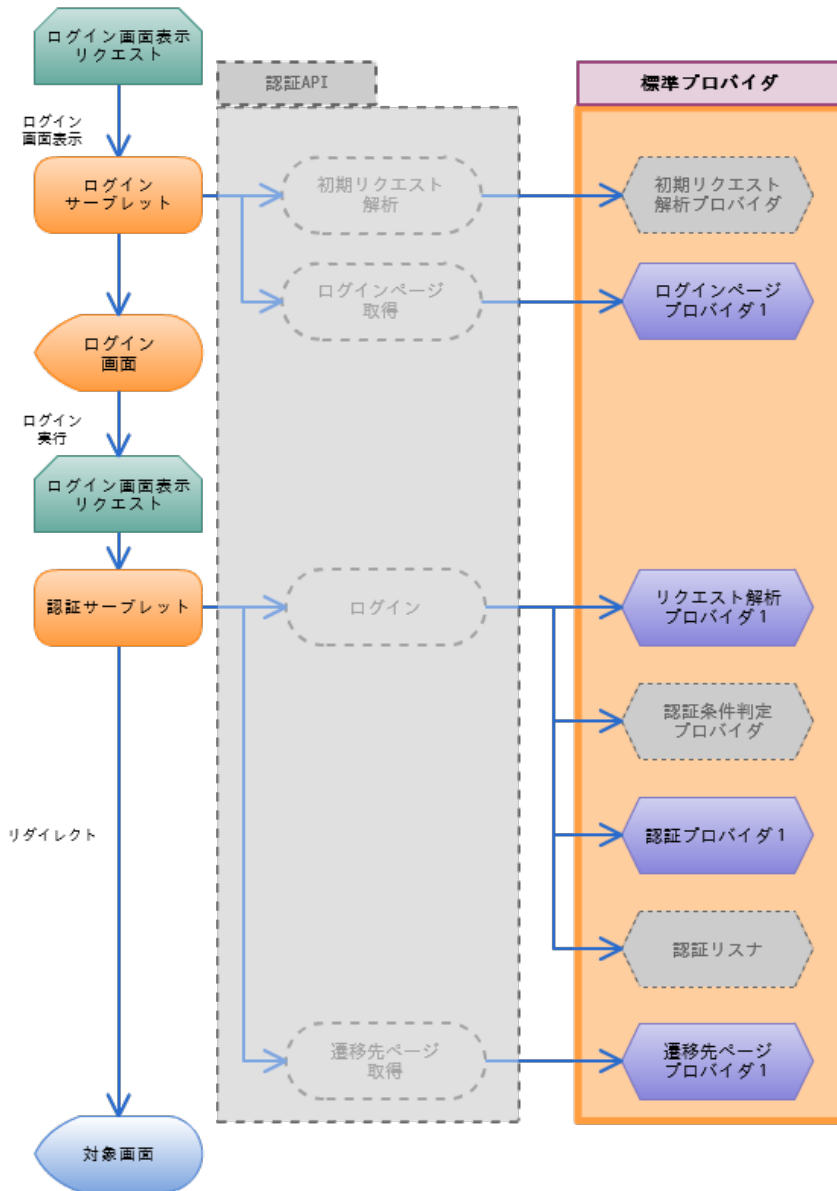 ログイン画面表示
リクエスト
認証API
標準プロバイダ
ログイン
画面表示
ログイン
サーブレット
初期リクエスト
解析
初期リクエスト
解析プロバイダ
ログインページ
取得
ログインページ
プロバイダ1
ログイン
画面
ログイン
実行
ログイン画面表示
リクエスト
認証サーブレット
ログイン
リクエスト解析
プロバイダ1
認証条件判定
プロバイダ
リダイレクト
認証プロバイダ1
認証リスナ
遷移先ページ
取得
遷移先ページ
プロバイダ1
対象画面